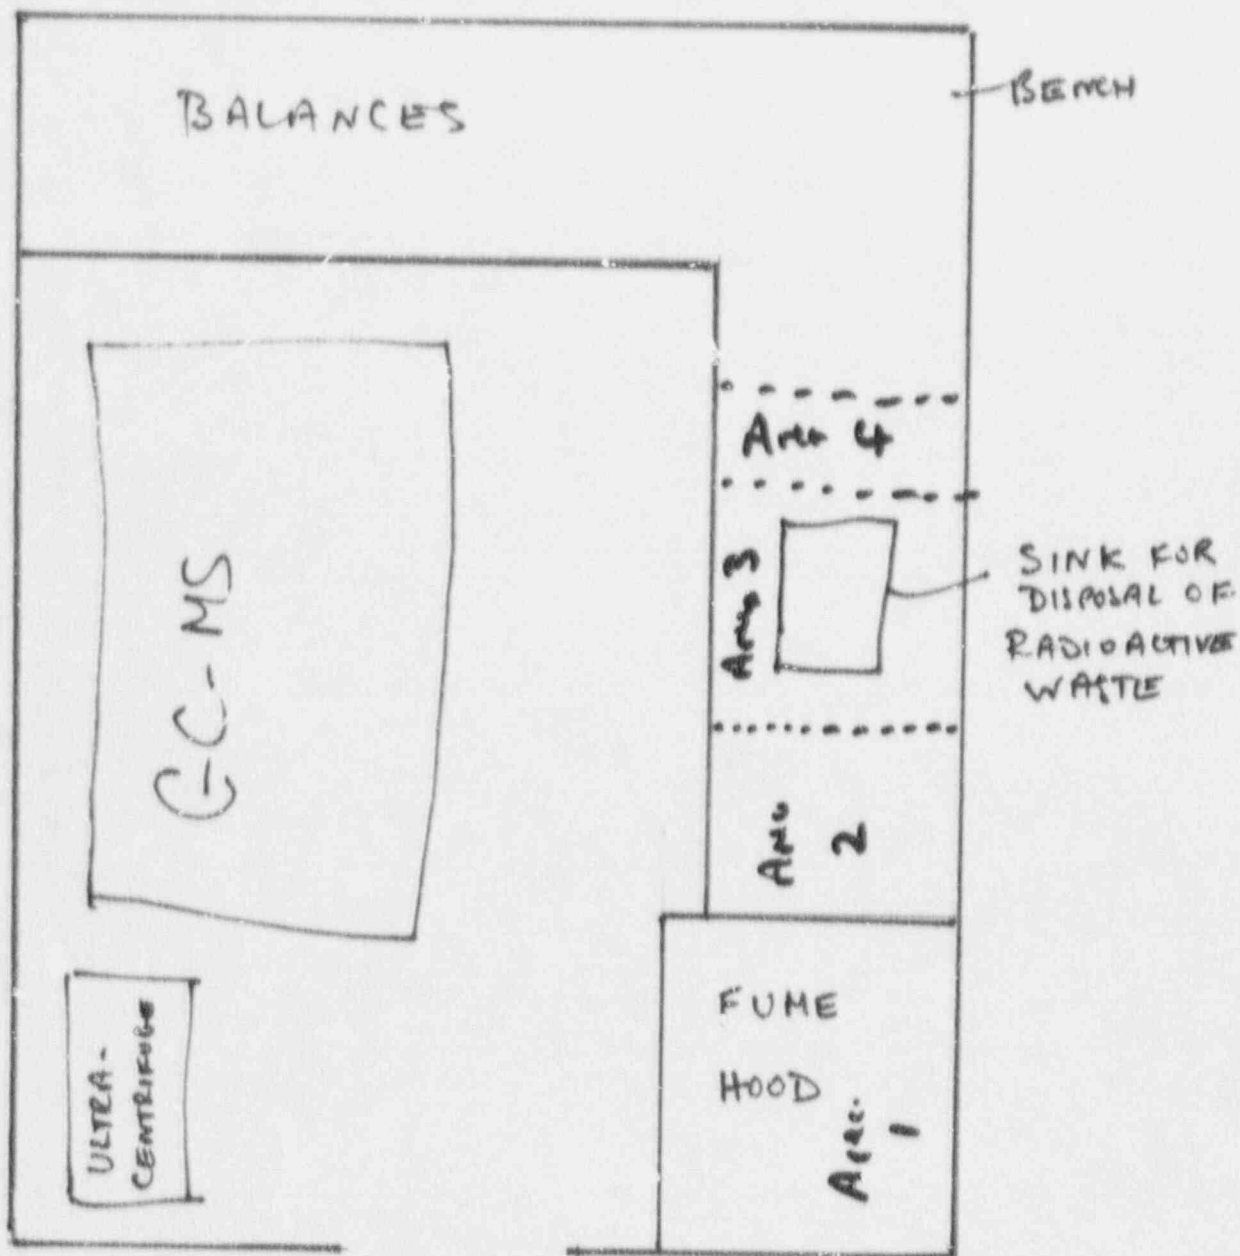 BALANCES
BENCH
Area 4
Area 3
SINK FOR
DISPOSAL OF
RADIOACTIVE
WASTE
GC-MS
Area
2
ULTRA-
CENTRIFUGE
FUME
HOOD
Area
1